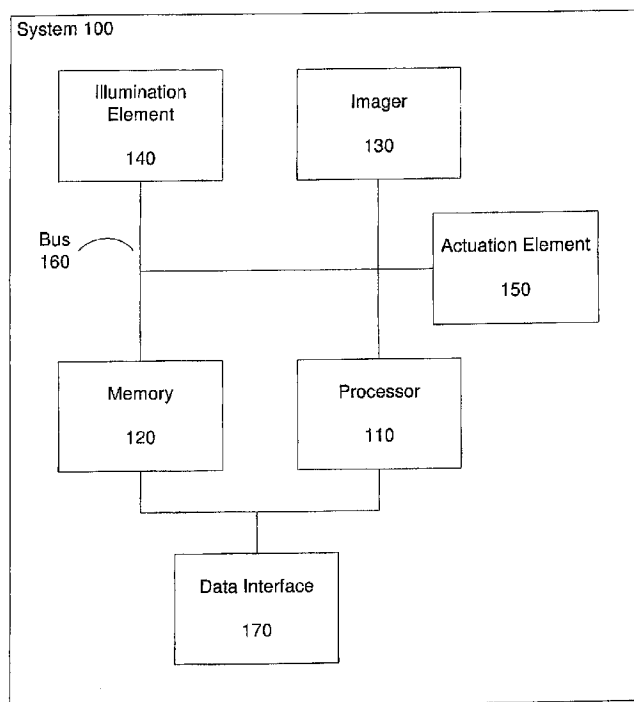 System 100
Illumination
Element
140
Imager
130
Bus
160
Actuation Element
150
Memory
120
Processor
110
Data Interface
170